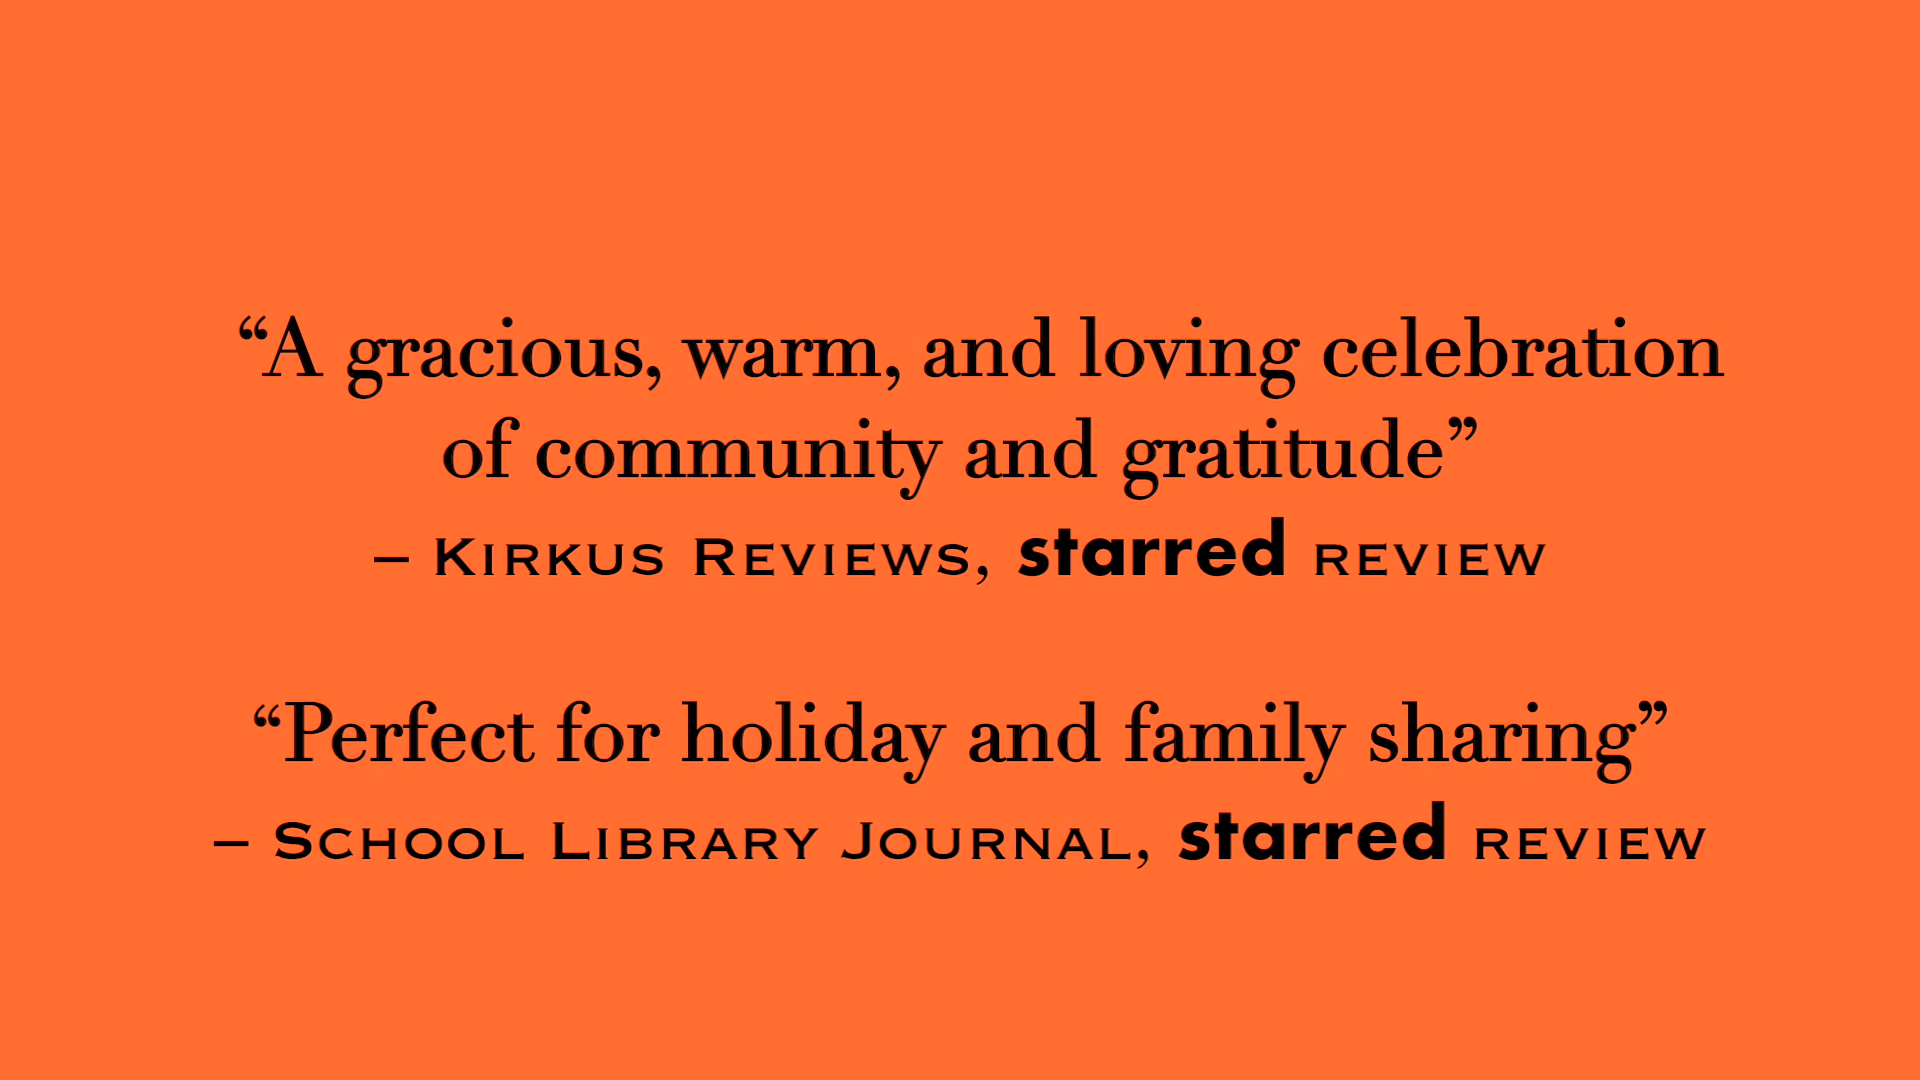 “A gracious, warm, and loving celebration
of community and gratitude”
– Kirkus Reviews, starred review
“Perfect for holiday and family sharing”
– School Library Journal, starred review